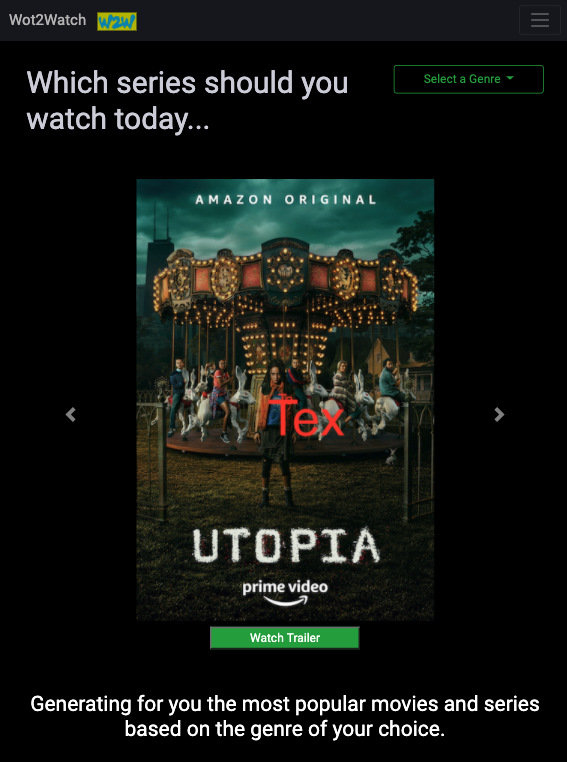 Wot2Watch W2W
Which series should you
watch today...
Select a Genre
AMAZON ORIGINAL
Tex
UTOPIA
prime video
Watch Trailer
Generating for you the most popular movies and series
based on the genre of your choice.